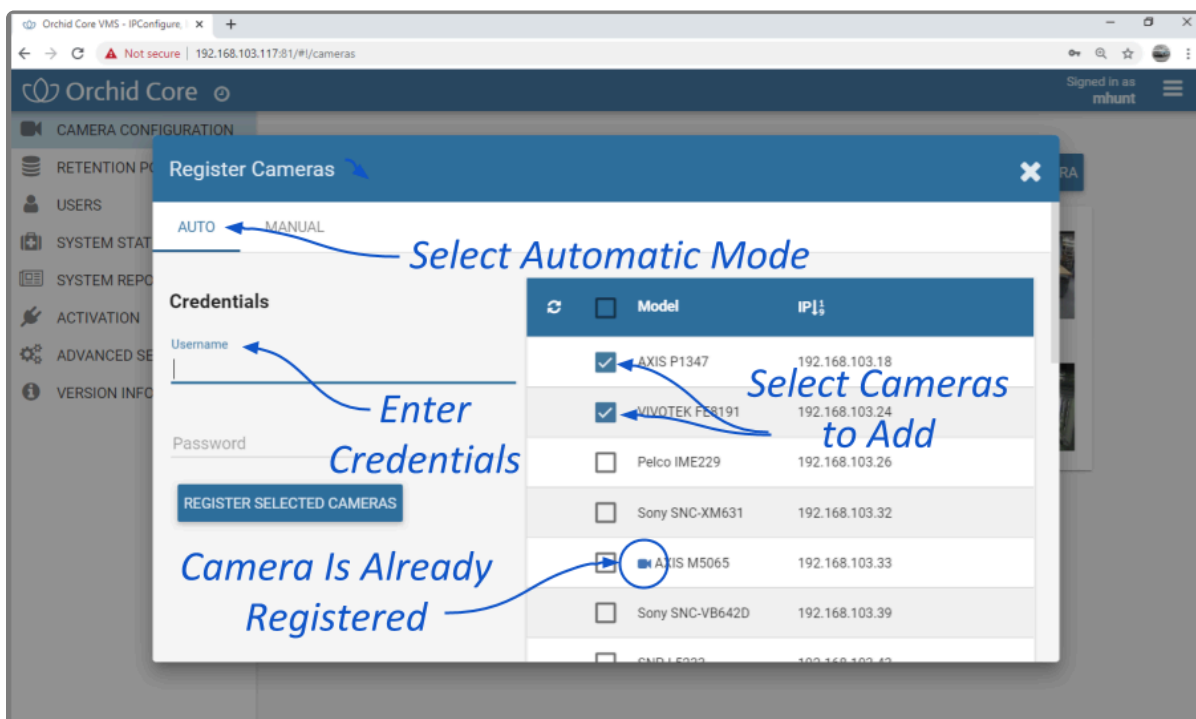 Orchid Core VMS - IPConfigure,
Not secure | 192.168.103.117:81/#!/cameras
Orchid Core
Signed in as
mhunt
CAMERA CONFIGURATION
RETENTION PO
USERS
SYSTEM STAT
SYSTEM REPO
ACTIVATION
ADVANCED SE
VERSION INFO
RA
Register Cameras
AUTO
MANUAL
Select Automatic Mode
Credentials
Username
Enter
Credentials
Password
REGISTER SELECTED CAMERAS
Camera Is Already
Registered
Model IP
AXIS P1347 192.168.103.18
VIVOTEK FE8191 192.168.103.24
Select Cameras
to Add
Pelco IME229 192.168.103.26
Sony SNC-XM631 192.168.103.32
AXIS M5065 192.168.103.33
Sony SNC-VB642D 192.168.103.39